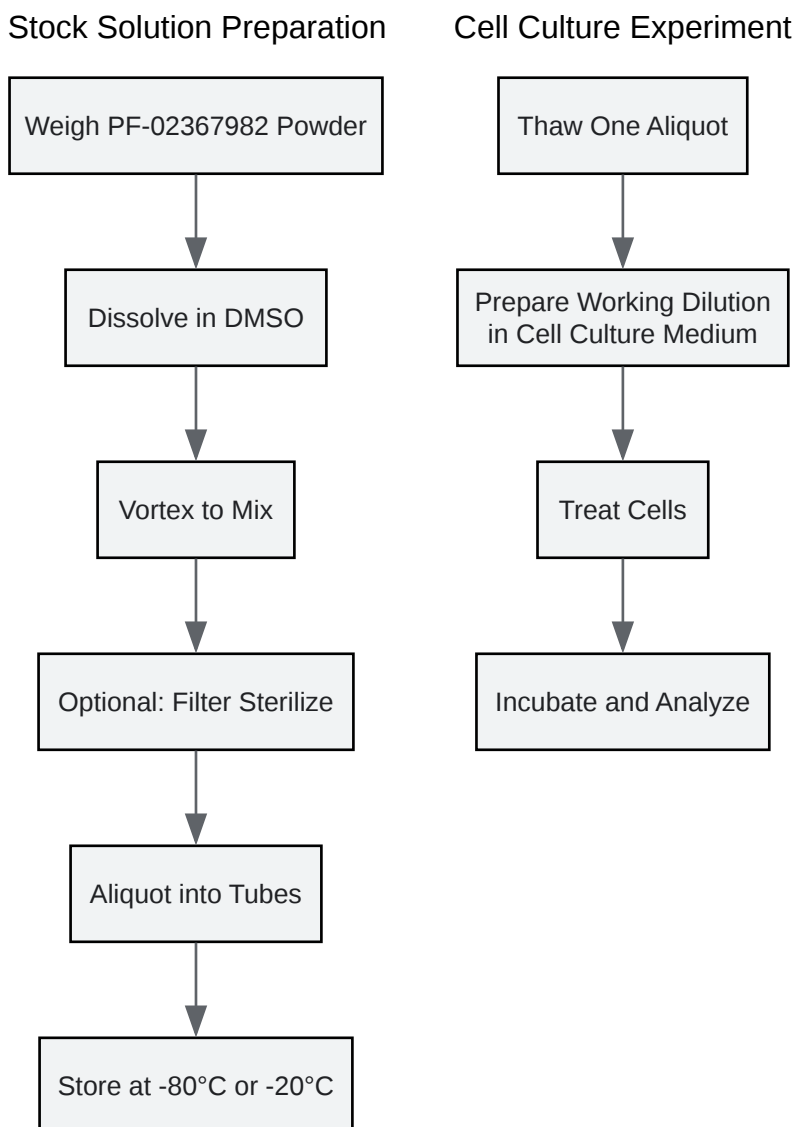 Stock Solution Preparation
Weigh PF-02367982 Powder
Dissolve in DMSO
Vortex to Mix
Optional: Filter Sterilize
Aliquot into Tubes
Store at -80°C or -20°C
Cell Culture Experiment
Thaw One Aliquot
Prepare Working Dilution
in Cell Culture Medium
Treat Cells
Incubate and Analyze